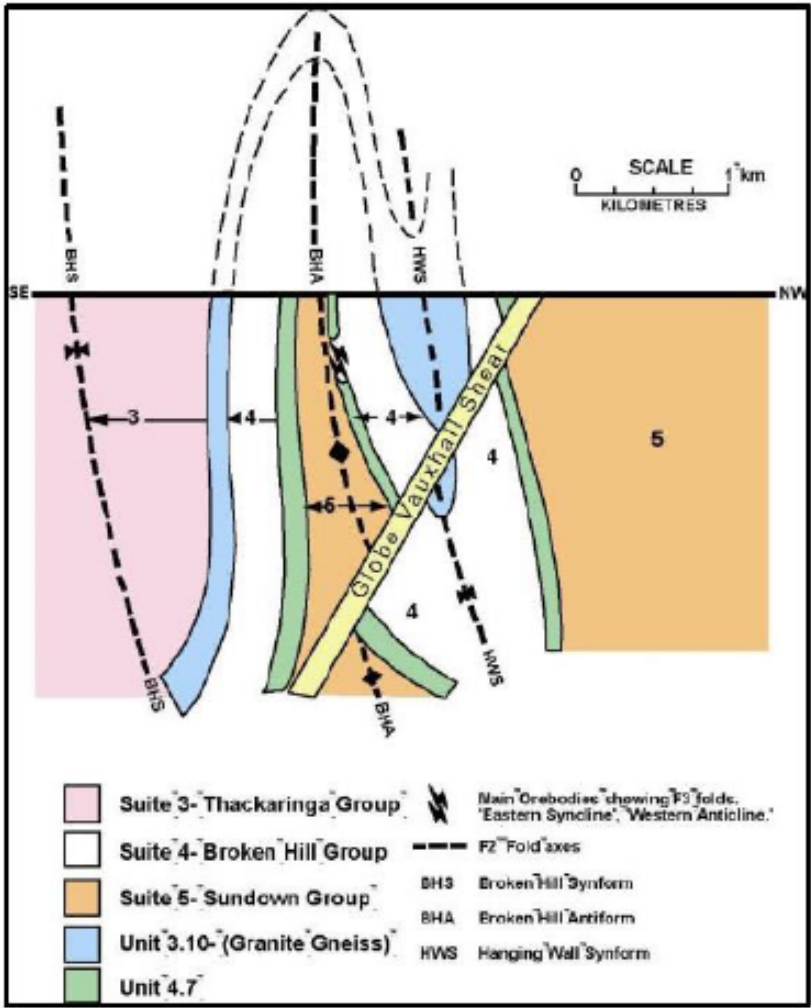 SCALE
0 1 km
KILOMETRES
BHS
BHA
HWS
SE
NW
3
4
4
5
4
5
4
Globe Vauxhall Shear
BHS
BHA
HWS
Suite 3- Thackaringa Group
Suite 4- Broken Hill Group
Suite 5- Sundown Group
Unit 3.10- (Granite Gneiss)
Unit 4.7
Main Orebodies showing F3 folds.
'Eastern Syncline', 'Western Anticline.'
F2 Fold axes
BHS Broken Hill Synform
BHA Broken Hill Antiform
HWS Hanging Wall Synform